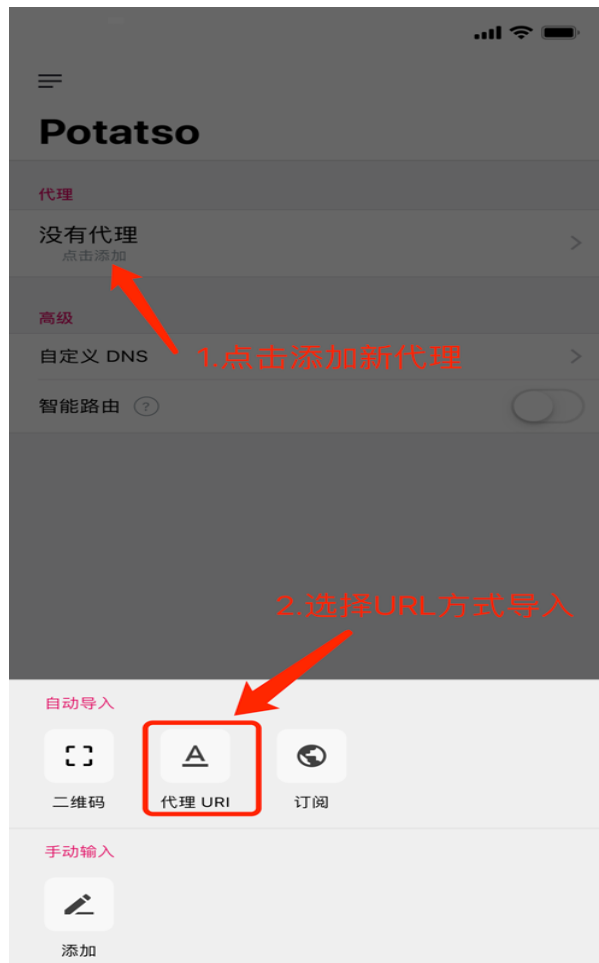 Potatso
代理
没有代理
点击添加
高级
自定义 DNS
1.点击添加新代理
智能路由 ?
2.选择URL方式导入
自动导入
二维码
代理 URI
订阅
手动输入
添加